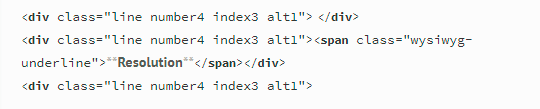 <div class="line number4 index3 alt1"> </div>
<div class="line number4 index3 alt1"><span class="wysiwyg-
underline">**Resolution**</span></div>
<div class="line number4 index3 alt1">